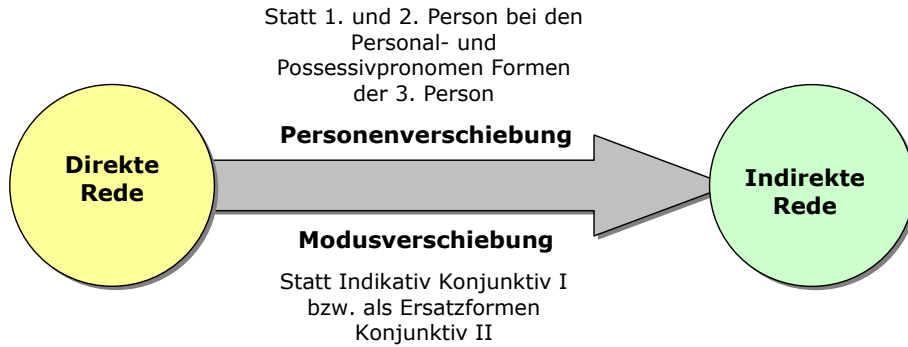 Statt 1. und 2. Person bei den
Personal- und
Possessivpronomen Formen
der 3. Person
Personenverschiebung
Direkte
Rede
Indirekte
Rede
Modusverschiebung
Statt Indikativ Konjunktiv I
bzw. als Ersatzformen
Konjunktiv II